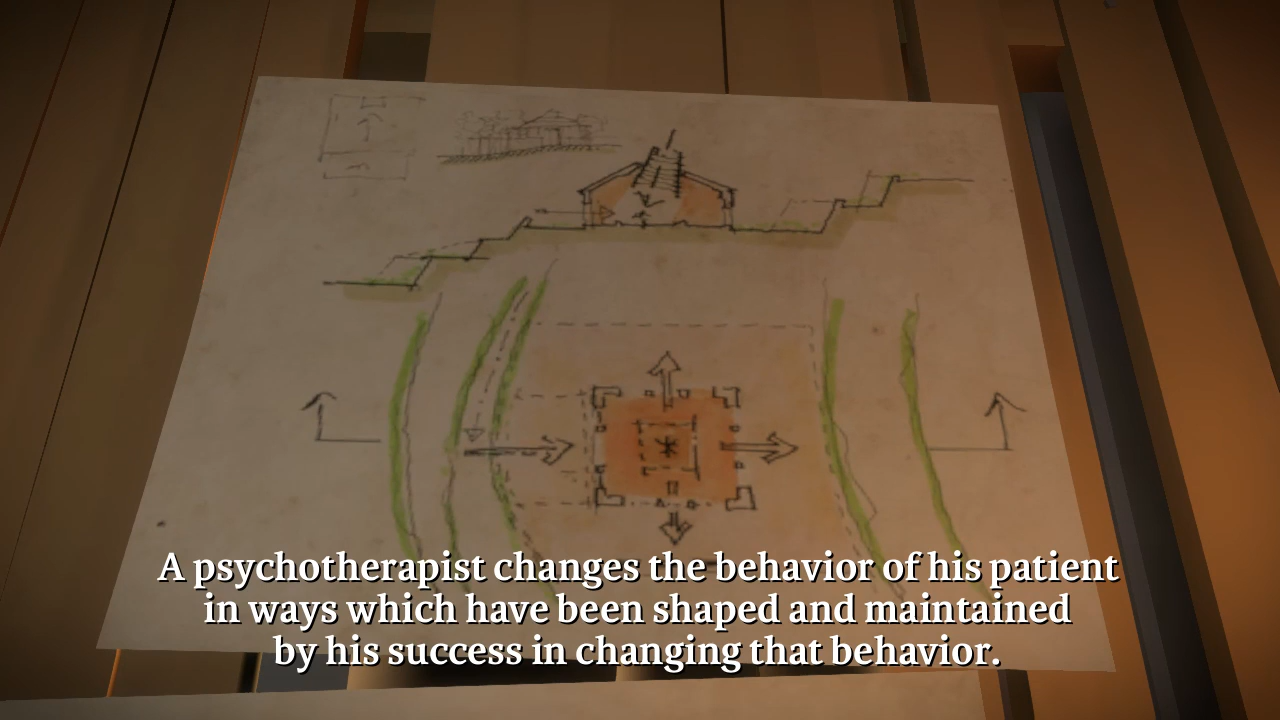 A psychotherapist changes the behavior of his patient
in ways which have been shaped and maintained
by his success in changing that behavior.